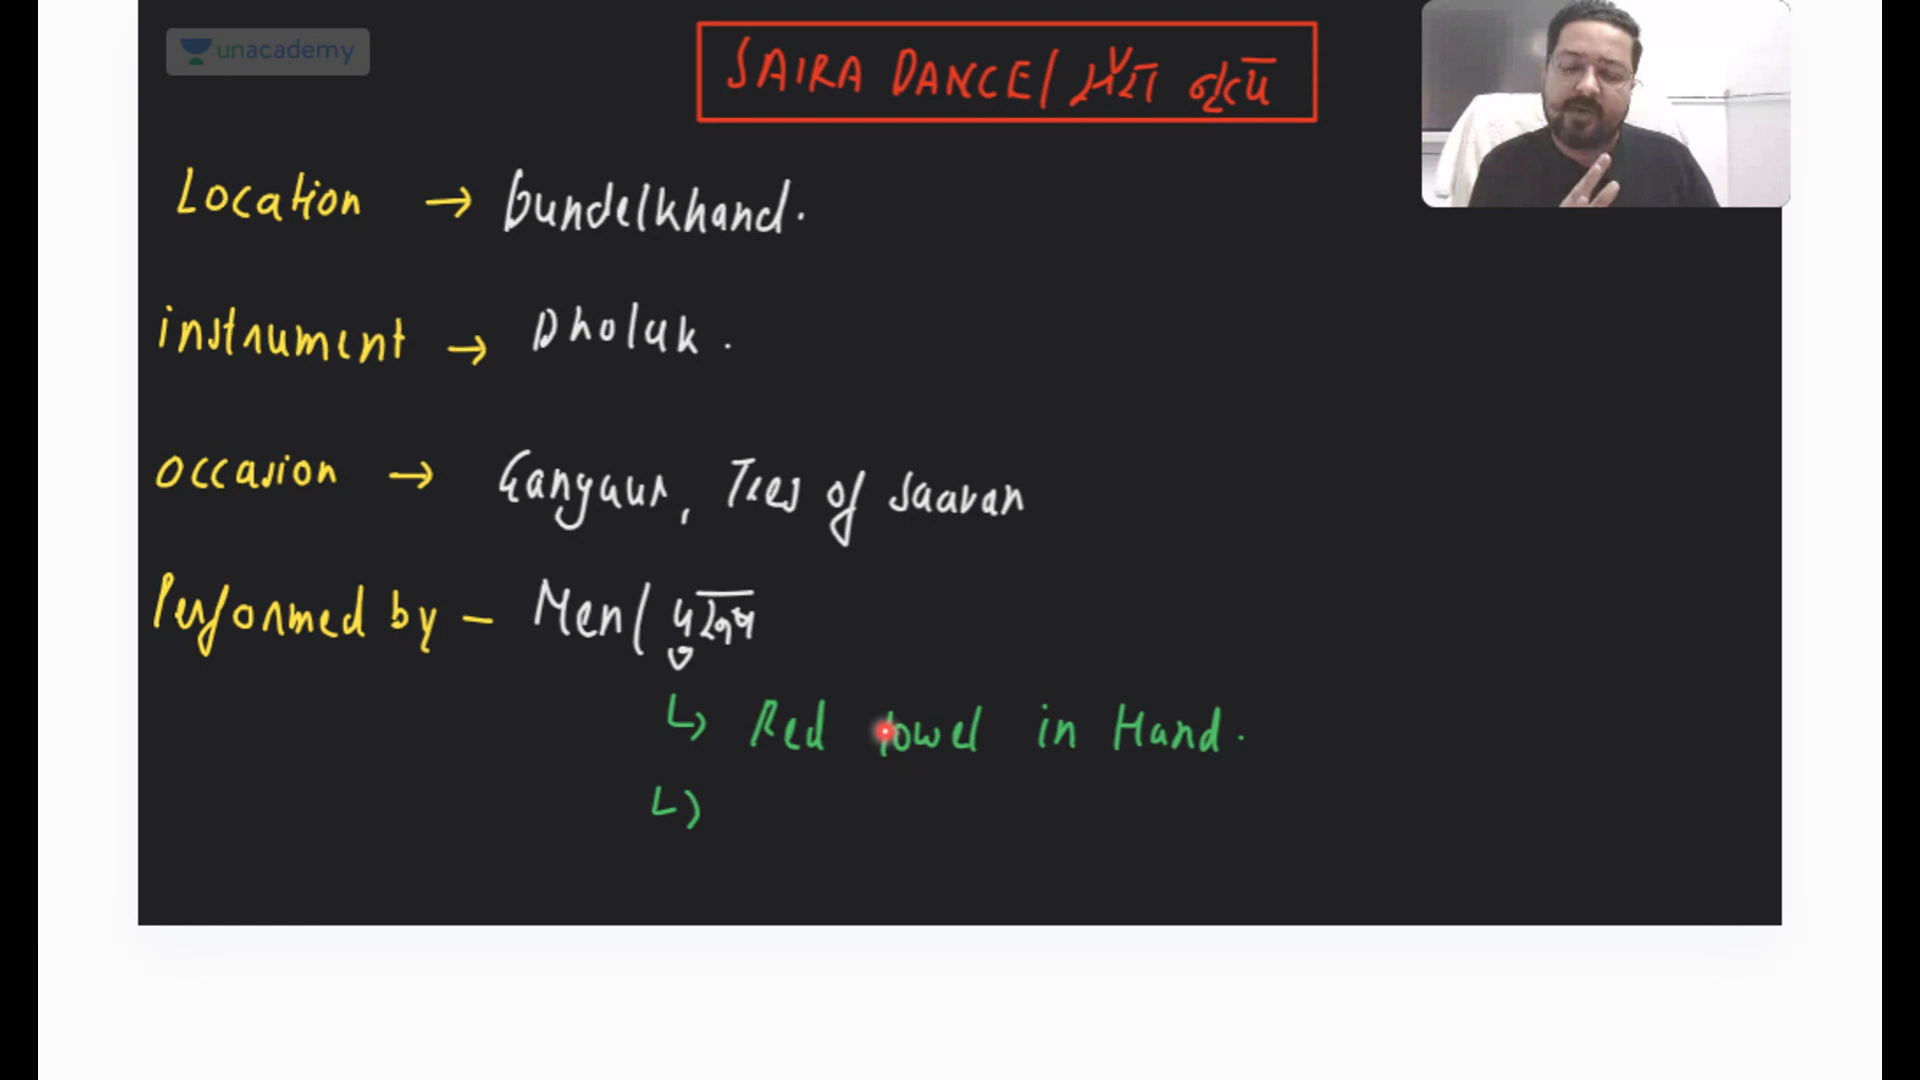 unacademy
SAIRA DANCE / सैरा नृत्य
Location → bundelkhand.
instrument → Dholak.
occasion → Gangaur, Tees of Saavan
Performed by - Men / पुरुष
↳ Red towel in Hand.
↳